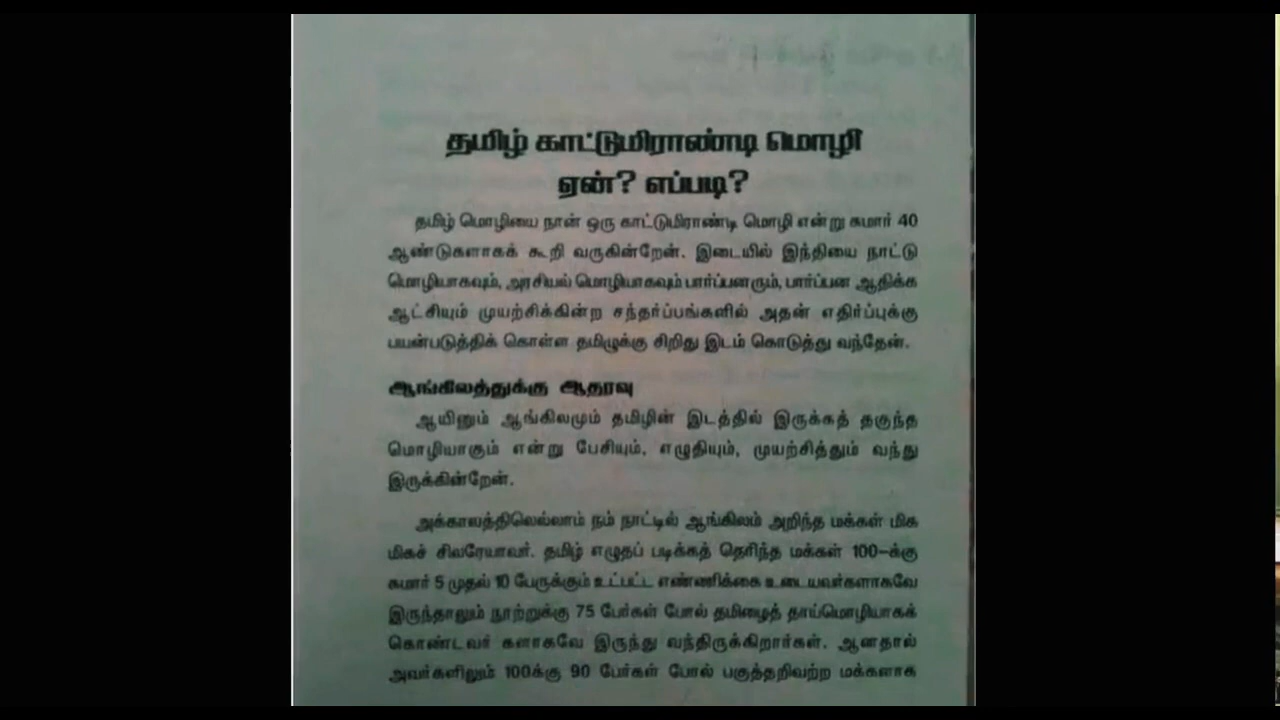 தமிழ் காட்டுமிராண்டி மொழி
ஏன்? எப்படி?
தமிழ் மொழியை நான் ஒரு காட்டுமிராண்டி மொழி என்று சுமார் 40
ஆண்டுகளாகக் கூறி வருகின்றேன். இடையில் இந்தியை நாட்டு
மொழியாகவும், அரசியல் மொழியாகவும் பார்ப்பனரும், பார்ப்பன ஆதிக்க
ஆட்சியும் முயற்சிக்கின்ற சந்தர்ப்பங்களில் அதன் எதிர்ப்புக்கு
பயன்படுத்திக் கொள்ள தமிழுக்கு சிறிது இடம் கொடுத்து வந்தேன்.
ஆங்கிலத்துக்கு ஆதரவு
ஆயினும் ஆங்கிலமும் தமிழின் இடத்தில் இருக்கத் தகுந்த
மொழியாகும் என்று பேசியும், எழுதியும், முயற்சித்தும் வந்து
இருக்கின்றேன்.
அக்காலத்திலெல்லாம் நம் நாட்டில் ஆங்கிலம் அறிந்த மக்கள் மிக
மிகச் சிலரேயாவர். தமிழ் எழுதப் படிக்கத் தெரிந்த மக்கள் 100-க்கு
சுமார் 5 முதல் 10 பேருக்கும் உட்பட்ட எண்ணிக்கை உடையவர்களாகவே
இருந்தாலும் நூற்றுக்கு 75 பேர்கள் போல் தமிழைத் தாய்மொழியாகக்
கொண்டவர் களாகவே இருந்து வந்திருக்கிறார்கள். ஆனதால்
அவர்களிலும் 100க்கு 90 பேர்கள் போல் பகுத்தறிவற்ற மக்களாக